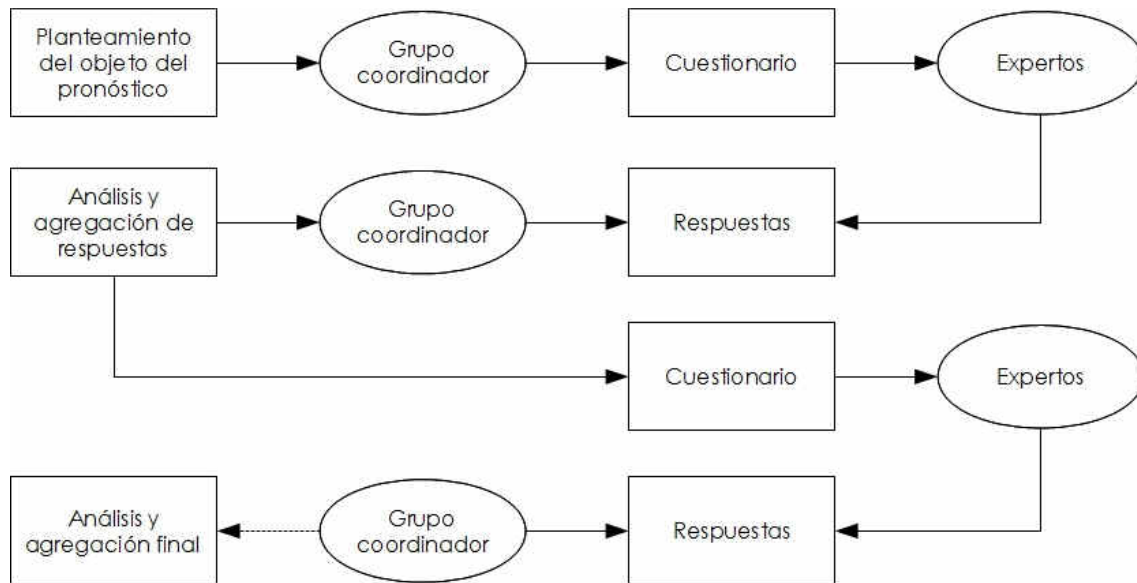 Planteamiento
del objeto del
pronóstico
Grupo
coordinador
Cuestionario
Expertos
Análisis y
agregación de
respuestas
Grupo
coordinador
Respuestas
Cuestionario
Expertos
Análisis y
agregación final
Grupo
coordinador
Respuestas